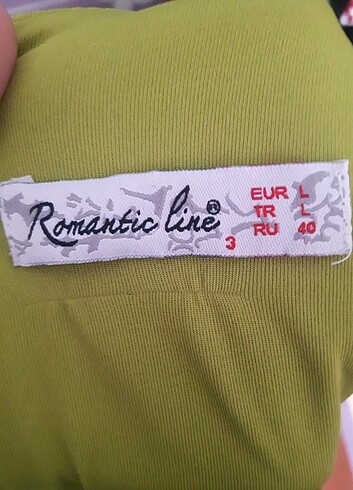 Romantic line®
3
EUR L
TR L
RU 40